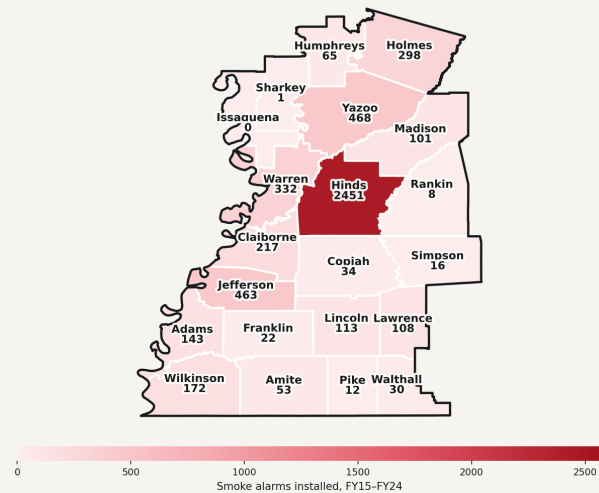 Humphreys
65
Holmes
298
Sharkey
1
Issaquena
0
Yazoo
468
Madison
101
Warren
332
Hinds
2451
Rankin
8
Claiborne
217
Copiah
34
Simpson
16
Jefferson
463
Adams
143
Franklin
22
Lincoln
113
Lawrence
108
Wilkinson
172
Amite
53
Pike
12
Walthall
30
0 500 1000 1500 2000 2500
Smoke alarms installed, FY15–FY24